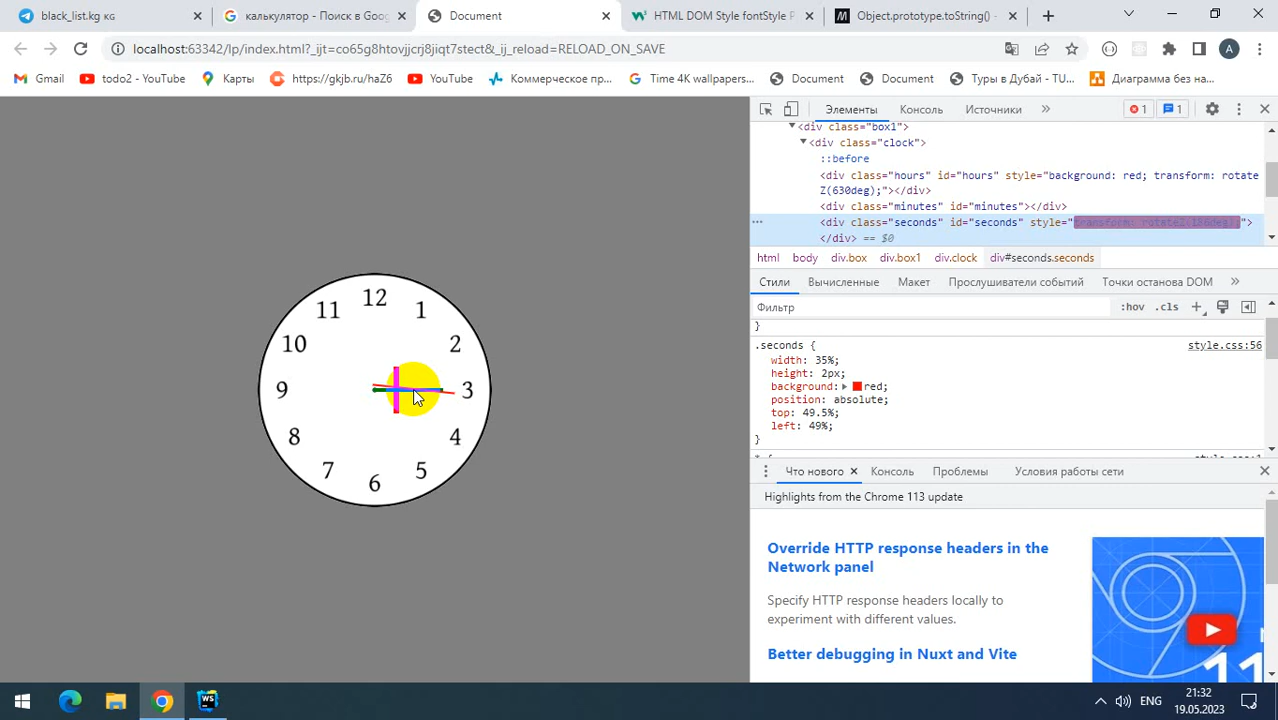 black_list.kg кg
калькулятор - Поиск в Goog
Document
HTML DOM Style fontStyle P
Object.prototype.toString() -
localhost:63342/lp/index.html?_ijt=co65g8htovjjcrj8jiqt7stect&_ij_reload=RELOAD_ON_SAVE
A
Gmail
todo2 - YouTube
Карты
https://gkjb.ru/haZ6
YouTube
Коммерческое пр...
Time 4K wallpapers...
Document
Document
Туры в Дубай - TU...
Диаграмма без на...
Элементы
Консоль
Источники
1
1
<div class="box1">
<div class="clock">
::before
<div class="hours" id="hours" style="background: red; transform: rotate
Z(630deg);"></div>
<div class="minutes" id="minutes"></div>
<div class="seconds" id="seconds" style="transform: rotateZ(186deg);">
</div> == $0
html body div.box div.box1 div.clock div#seconds.seconds
Стили
Вычисленные
Макет
Прослушиватели событий
Точки останова DOM
Фильтр
:hov .cls
}
.seconds {
style.css:56
width: 35%;
height: 2px;
background: red;
position: absolute;
top: 49.5%;
left: 49%;
}
12
1
2
3
4
5
6
7
8
9
10
11
Что нового
Консоль
Проблемы
Условия работы сети
Highlights from the Chrome 113 update
Override HTTP response headers in the
Network panel
Specify HTTP response headers locally to
experiment with different values.
Better debugging in Nuxt and Vite
11
WS
ENG
21:32
19.05.2023